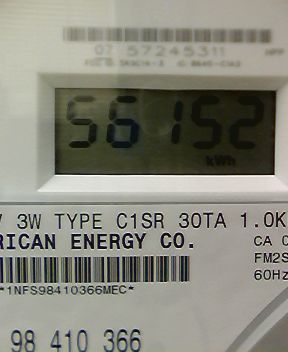 07 57245311
56152
kWh
3W TYPE C1SR 30TA 1.0K
RICAN ENERGY CO.
CA
FM2S
60Hz
*1NFS98410366MEC*
98 410 366